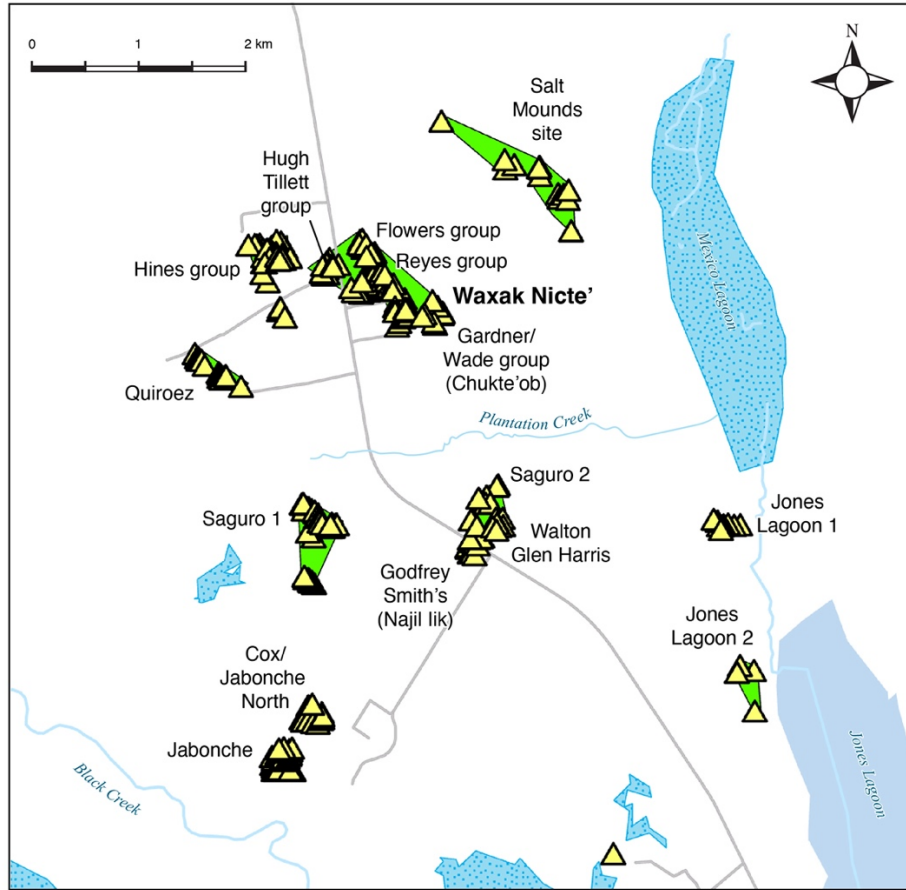 0 1 2 km
N
Salt
Mounds
site
Hugh
Tillett
group
Flowers group
Hines group
Reyes group
Waxak Nicte’
Gardner/
Wade group
(Chukte’ob)
Quiroez
Mexico Lagoon
Plantation Creek
Saguro 2
Saguro 1
Walton
Glen Harris
Jones
Lagoon 1
Godfrey
Smith’s
(Najil lik)
Jones
Lagoon 2
Cox/
Jabonche
North
Jabonche
Black Creek
Jones Lagoon